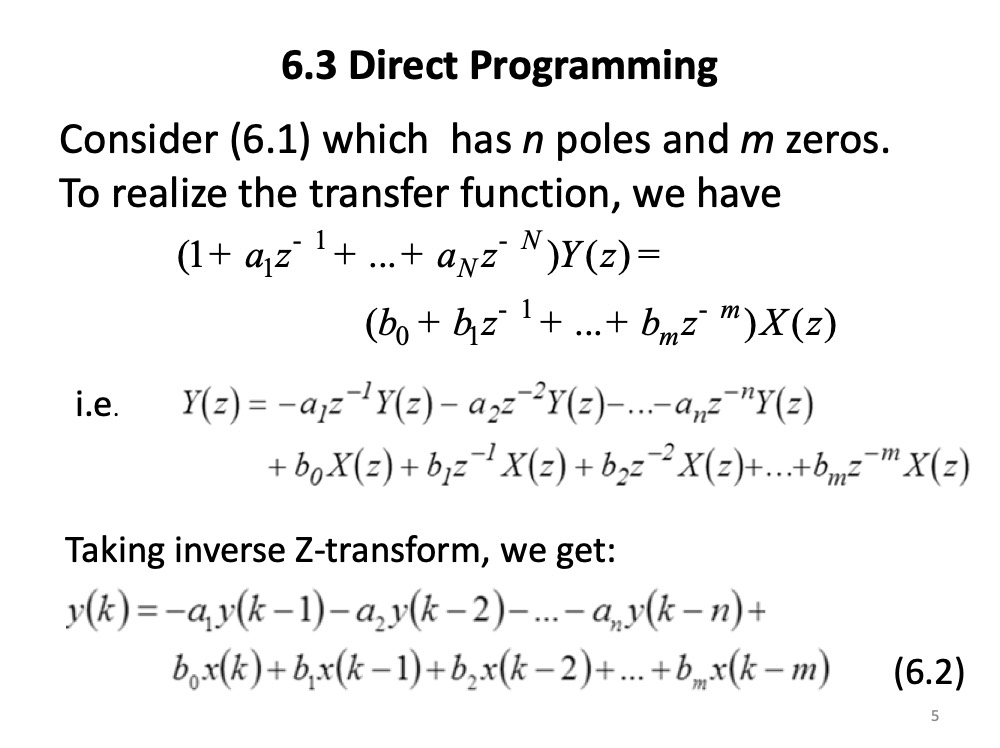 6.3 Direct Programming
Consider (6.1) which has n poles and m zeros.
To realize the transfer function, we have
(1+ a₁z⁻ ¹ + ...+ a_N z⁻ ᴺ)Y(z)=
(b₀ + b₁z⁻ ¹ + ...+ bₘz⁻ ᵐ)X(z)
i.e. Y(z) = −a₁z⁻¹Y(z) − a₂z⁻²Y(z)−...−aₙz⁻ⁿY(z)
+ b₀X(z) + b₁z⁻¹X(z) + b₂z⁻²X(z)+...+bₘz⁻ᵐX(z)
Taking inverse Z-transform, we get:
y(k) = −a₁y(k −1)− a₂y(k − 2)−...− aₙy(k − n)+
b₀x(k)+b₁x(k −1)+b₂x(k − 2)+...+bₘx(k − m) (6.2)
5